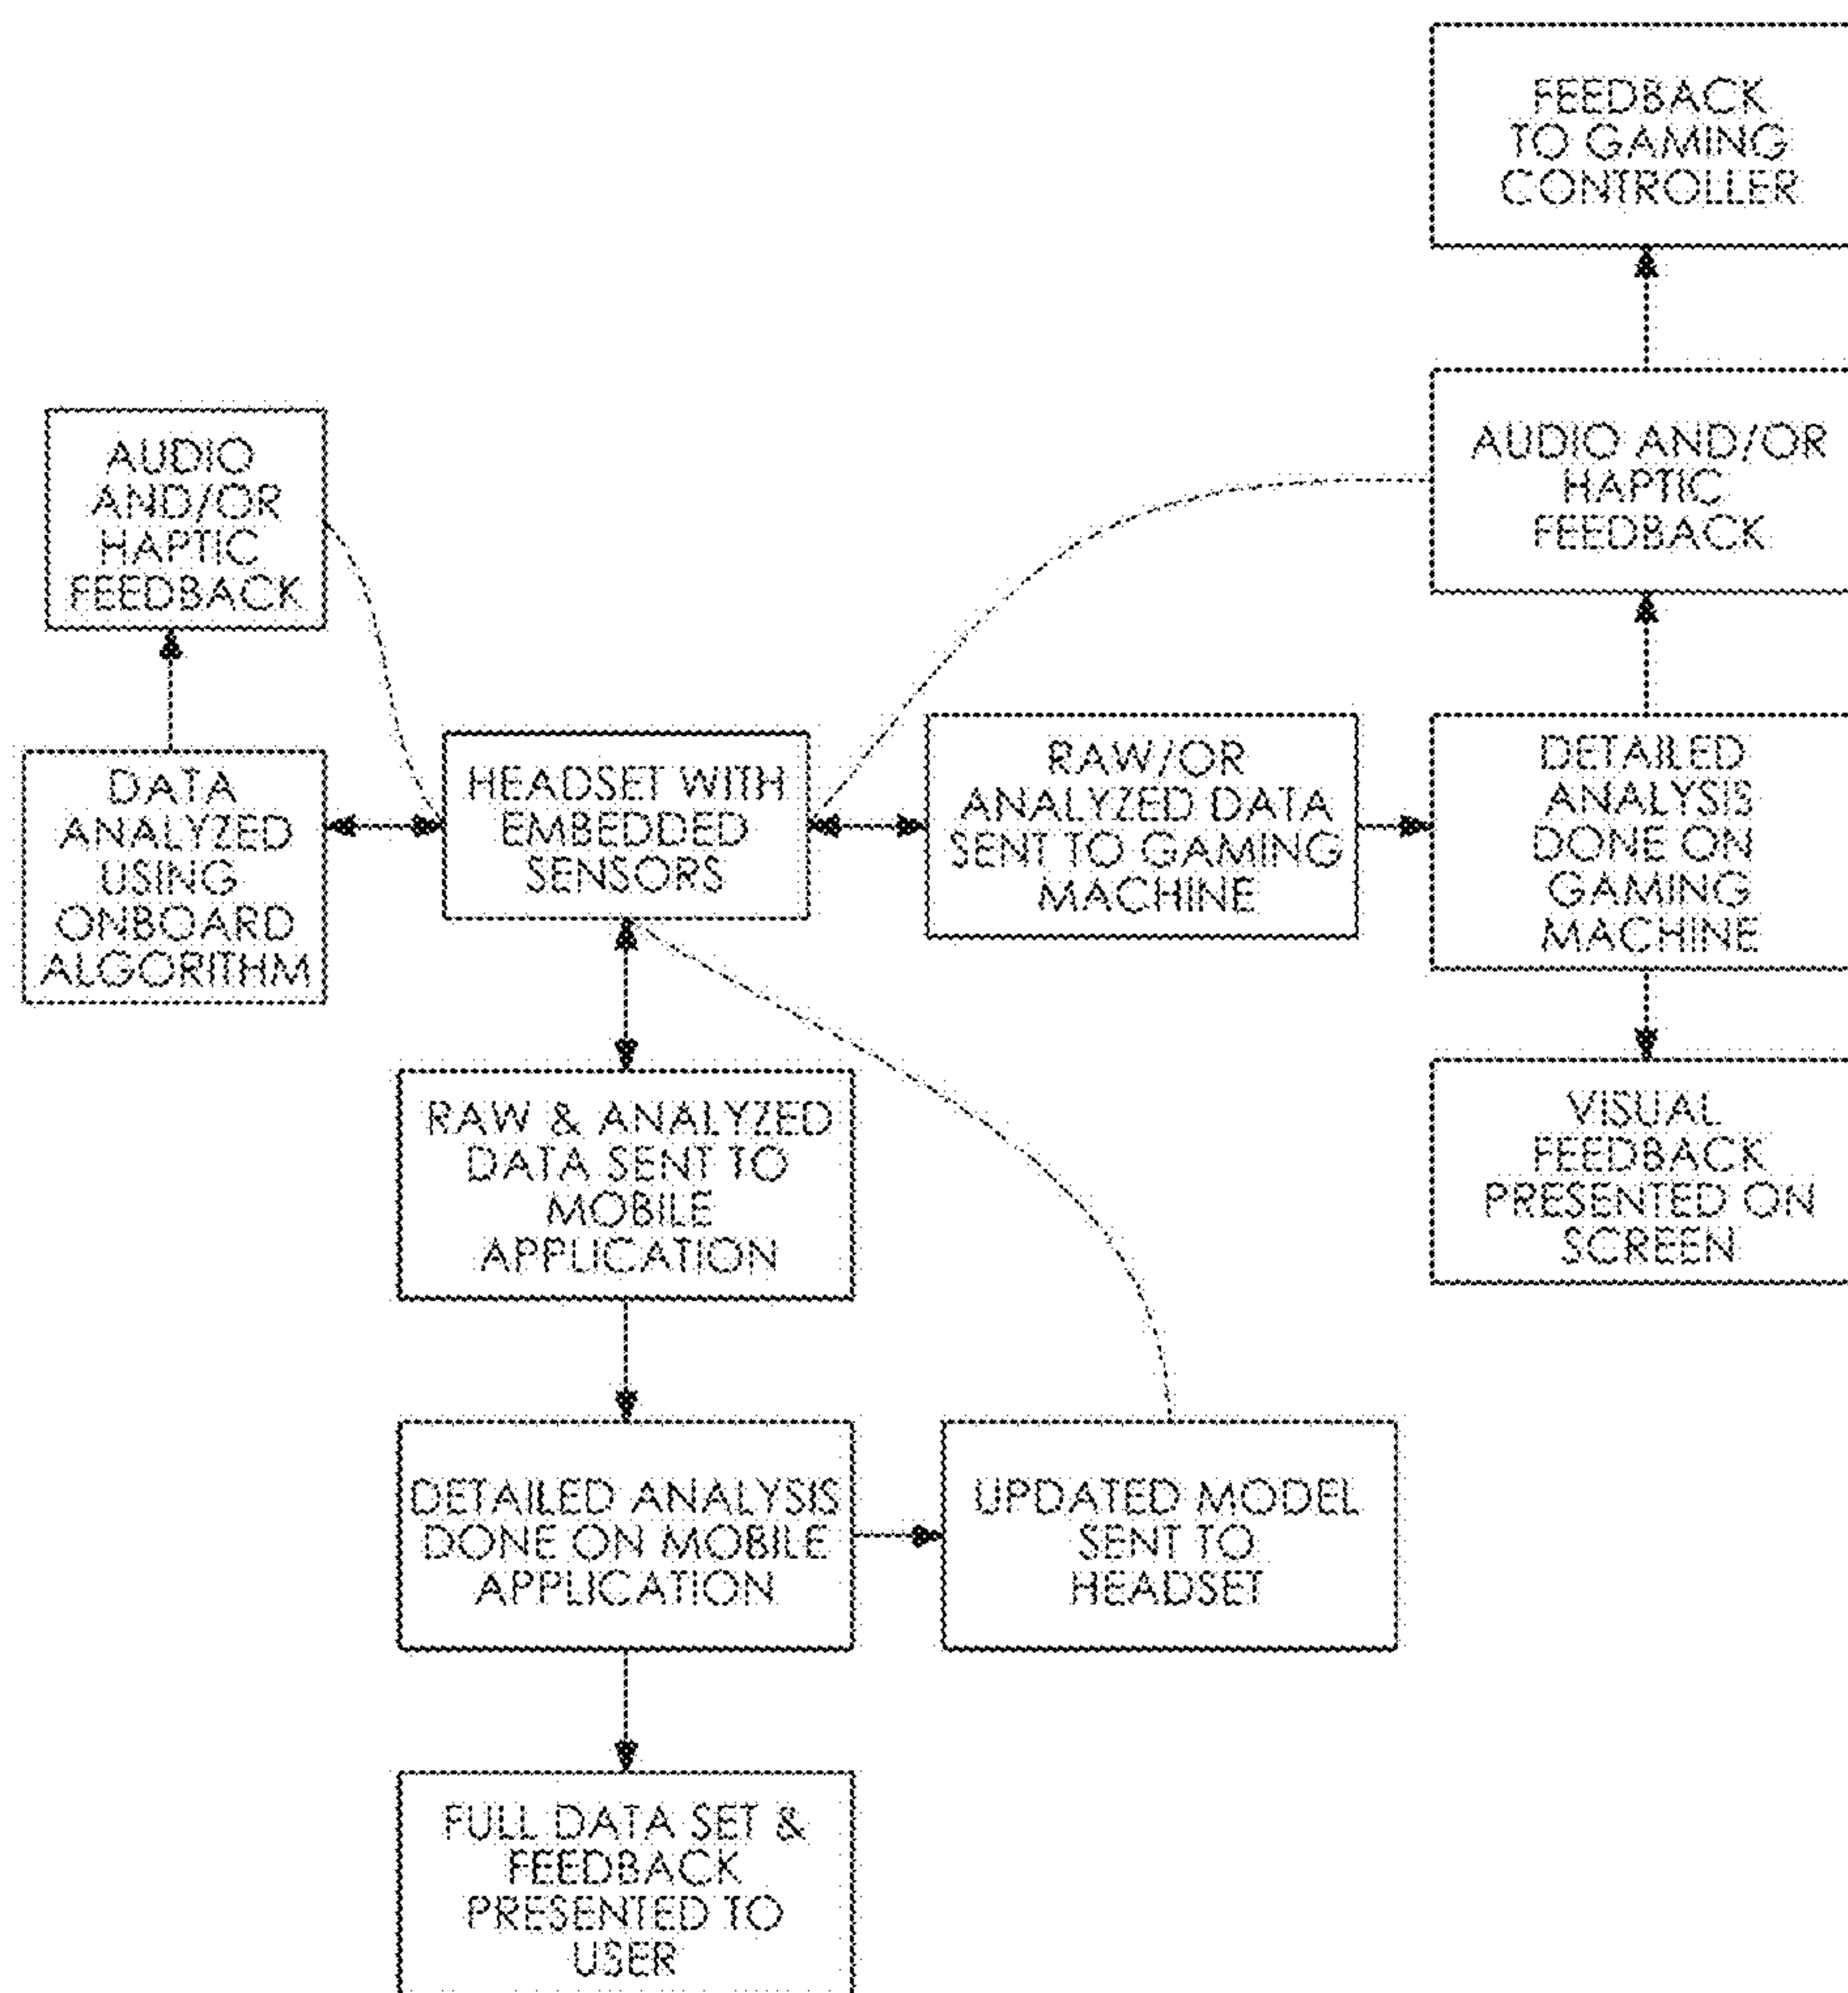 FEEDBACK
TO GAMING
CONTROLLER
AUDIO
AND/OR
HAPTIC
FEEDBACK
AUDIO AND/OR
HAPTIC
FEEDBACK
DATA
ANALYZED
USING
ONBOARD
ALGORITHM
HEADSET WITH
EMBEDDED
SENSORS
RAW/OR
ANALYZED DATA
SENT TO GAMING
MACHINE
DETAILED
ANALYSIS
DONE ON
GAMING
MACHINE
RAW & ANALYZED
DATA SENT TO
MOBILE
APPLICATION
VISUAL
FEEDBACK
PRESENTED ON
SCREEN
DETAILED ANALYSIS
DONE ON MOBILE
APPLICATION
UPDATED MODEL
SENT TO
HEADSET
FULL DATA SET &
FEEDBACK
PRESENTED TO
USER